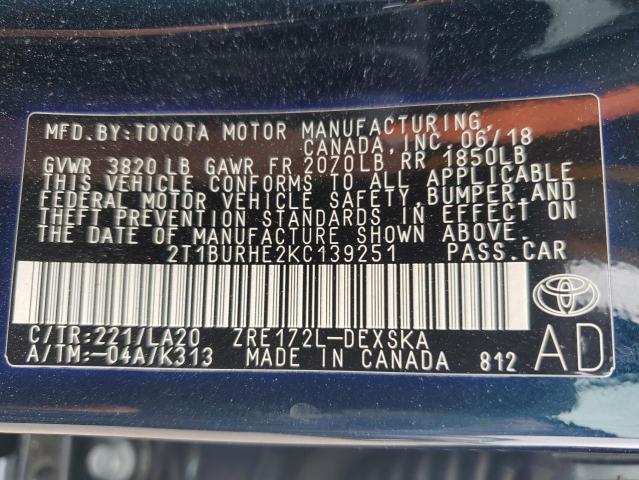 MFD.BY:TOYOTA MOTOR MANUFACTURING,
CANADA, INC. 06/18
GVWR 3820 LB GAWR FR 2070LB RR 1850LB
THIS VEHICLE CONFORMS TO ALL APPLICABLE
FEDERAL MOTOR VEHICLE SAFETY,BUMPER,AND
THEFT PREVENTION STANDARDS IN EFFECT ON
THE DATE OF MANUFACTURE SHOWN ABOVE.
2T1BURHE2KC139251 PASS.CAR
C/TR:221/LA20 ZRE172L-DEXSKA
A/TM:-04A/K313 MADE IN CANADA 812
AD